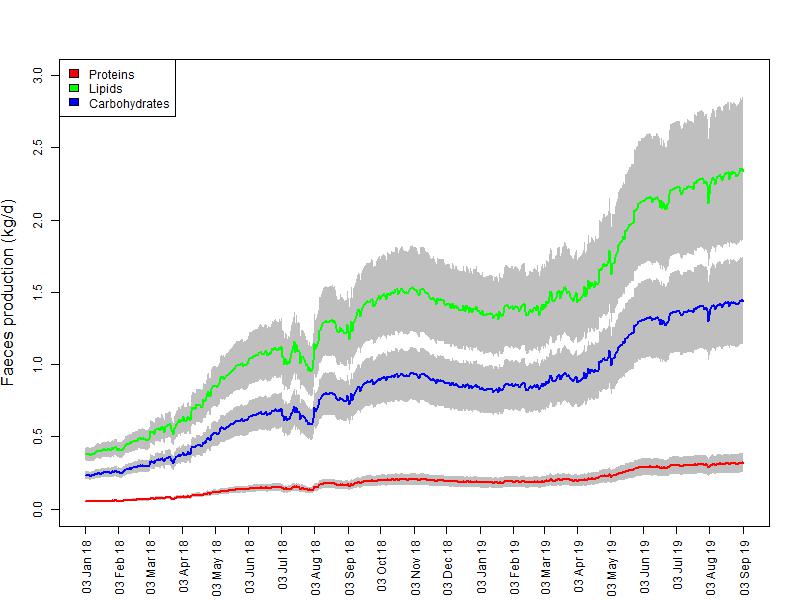 Proteins
Lipids
Carbohydrates
Faeces production (kg/d)
3.0
2.5
2.0
1.5
1.0
0.5
0.0
03 Jan 18
03 Feb 18
03 Mar 18
03 Apr 18
03 May 18
03 Jun 18
03 Jul 18
03 Aug 18
03 Sep 18
03 Oct 18
03 Nov 18
03 Dec 18
03 Jan 19
03 Feb 19
03 Mar 19
03 Apr 19
03 May 19
03 Jun 19
03 Jul 19
03 Aug 19
03 Sep 19